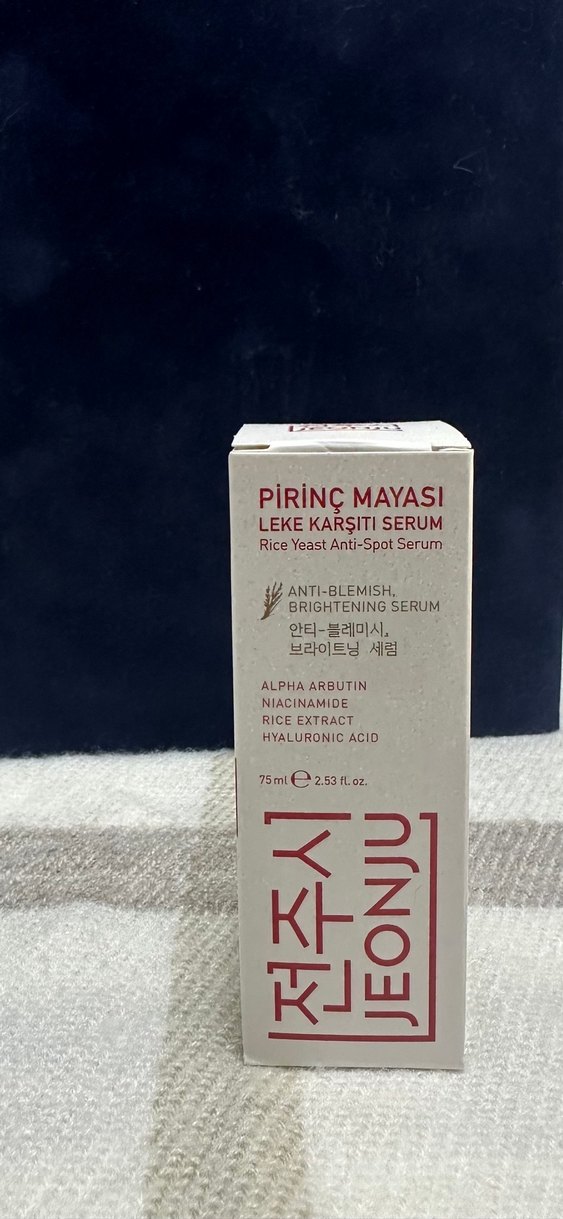 PİRİNÇ MAYASI
LEKE KARŞITI SERUM
Rice Yeast Anti-Spot Serum
ANTI-BLEMISH,
BRIGHTENING SERUM
안티-블레미시,
브라이트닝 세럼
ALPHA ARBUTIN
NIACINAMIDE
RICE EXTRACT
HYALURONIC ACID
75 ml ℮ 2.53 fl. oz.
전주시
JEONJU